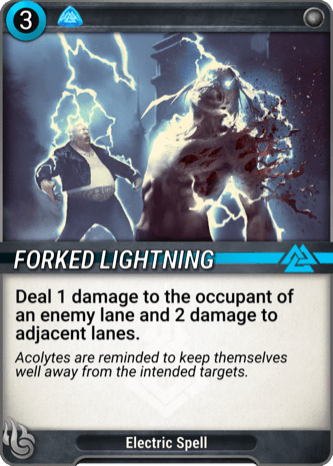 3
FORKED LIGHTNING
Deal 1 damage to the occupant of
an enemy lane and 2 damage to
adjacent lanes.
Acolytes are reminded to keep themselves
well away from the intended targets.
Electric Spell